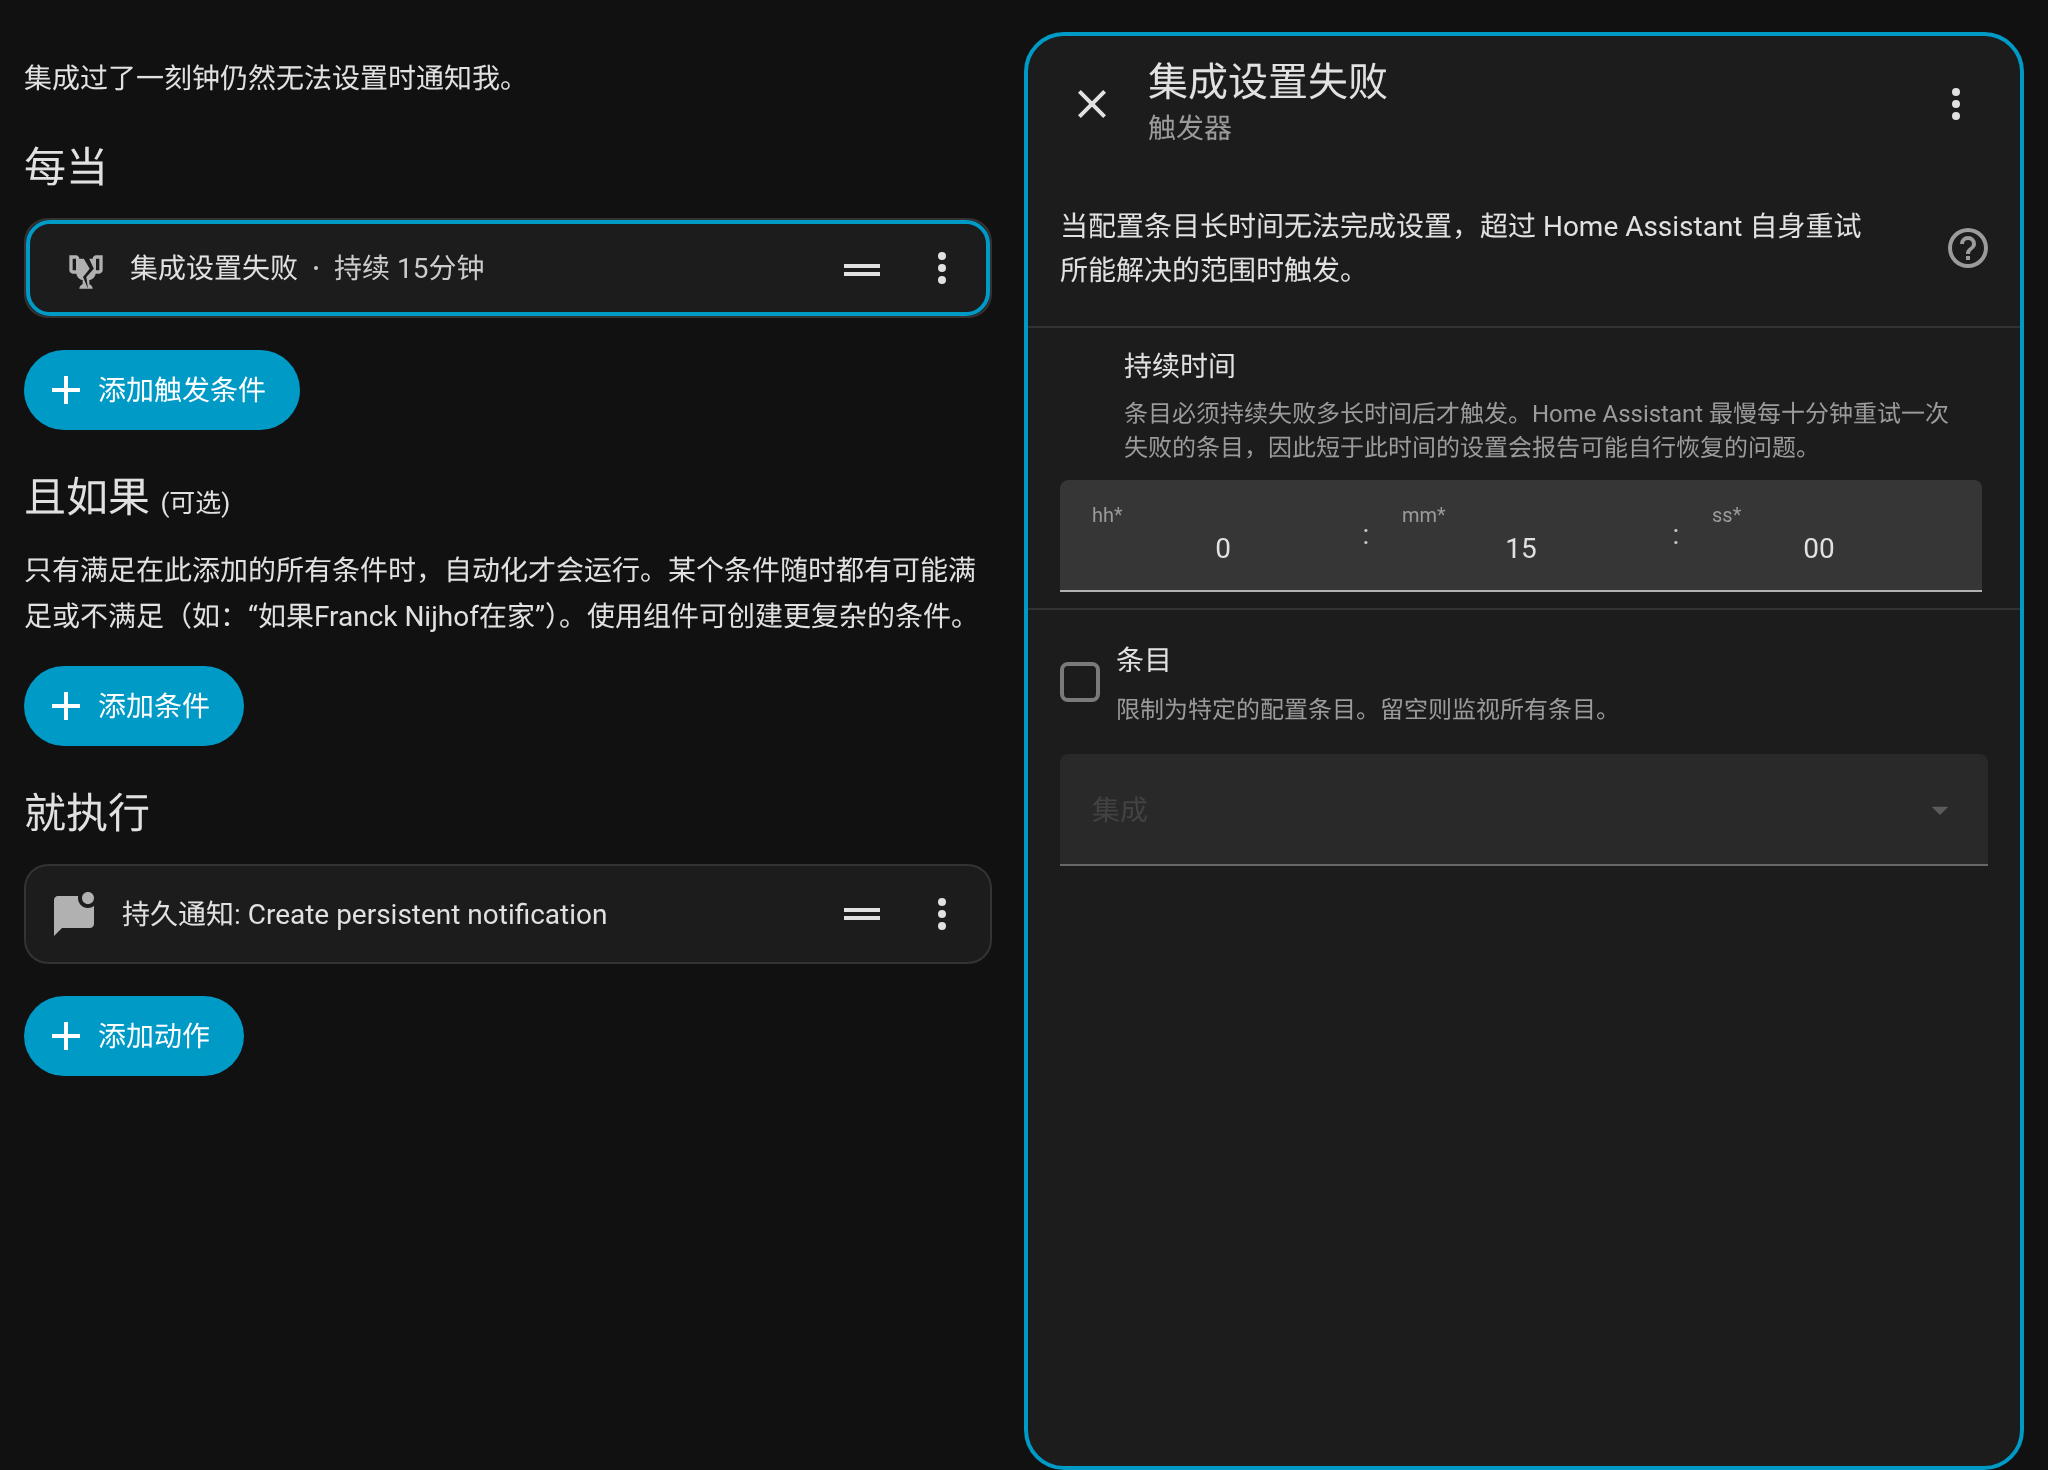 集成过了一刻钟仍然无法设置时通知我。
每当
集成设置失败 · 持续 15分钟
添加触发条件
且如果 (可选)
只有满足在此添加的所有条件时，自动化才会运行。某个条件随时都有可能满
足或不满足（如：“如果Franck Nijhof在家”）。使用组件可创建更复杂的条件。
添加条件
就执行
持久通知: Create persistent notification
添加动作
集成设置失败
触发器
当配置条目长时间无法完成设置，超过 Home Assistant 自身重试
所能解决的范围时触发。
持续时间
条目必须持续失败多长时间后才触发。Home Assistant 最慢每十分钟重试一次
失败的条目，因此短于此时间的设置会报告可能自行恢复的问题。
hh* mm* ss*
0 : 15 : 00
条目
限制为特定的配置条目。留空则监视所有条目。
集成